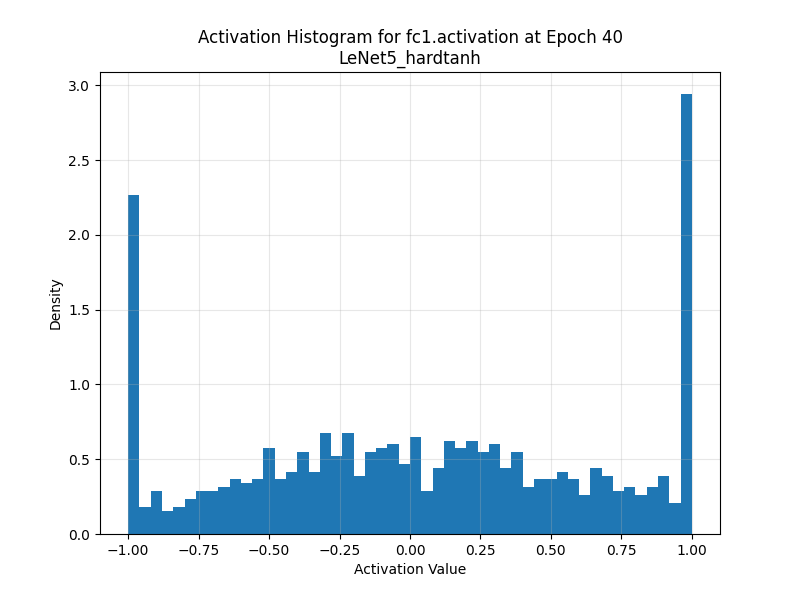 Activation Histogram for fc1.activation at Epoch 40
LeNet5_hardtanh
3.0
2.5
2.0
1.5
1.0
0.5
0.0
Density
−1.00 −0.75 −0.50 −0.25 0.00 0.25 0.50 0.75 1.00
Activation Value